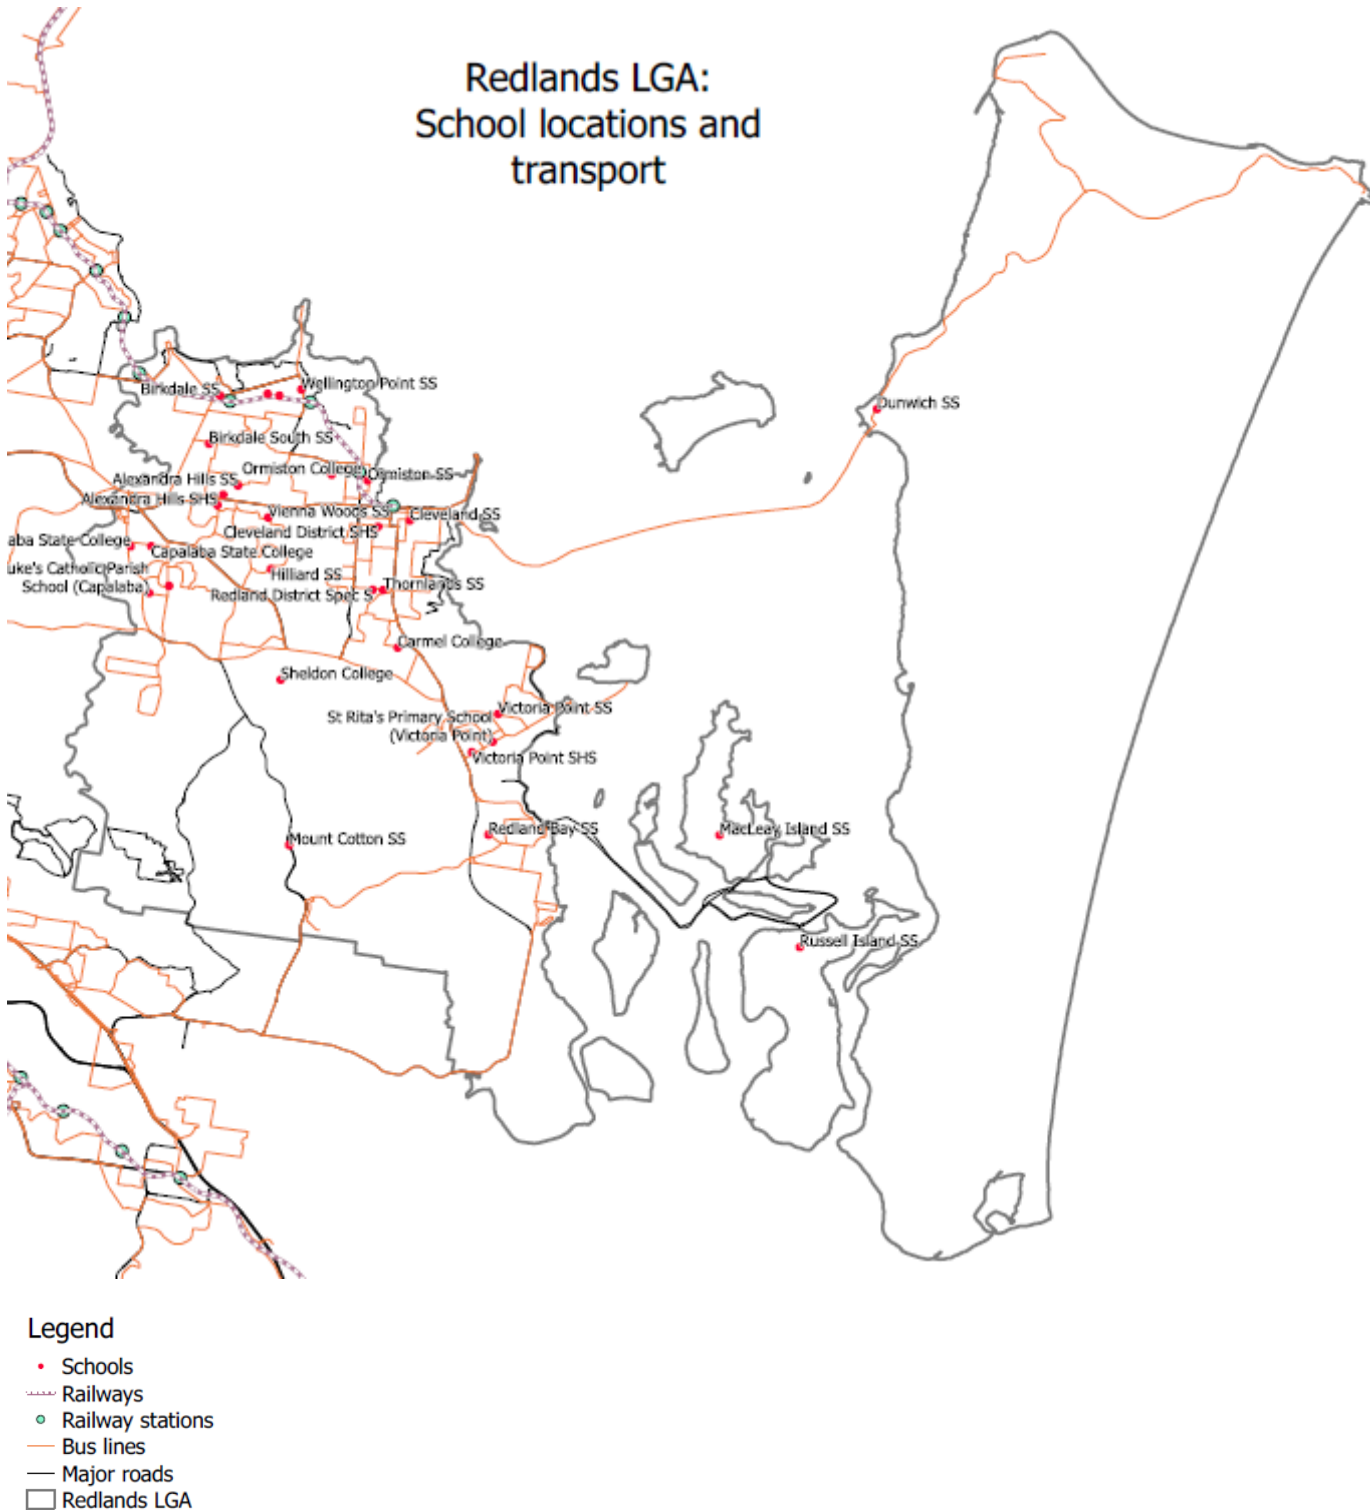 Redlands LGA:
School locations and
transport
Birkdale SS
Wellington Point SS
Dunwich SS
Birkdale South SS
Ormiston College
Ormiston SS
Alexandra Hills SS
Alexandra Hills SHS
Vienna Woods SS
Cleveland SS
Cleveland District SHS
aba State College
Capalaba State College
uke's Catholic Parish
School (Capalaba)
Hilliard SS
Redland District Spec S
Thornlands SS
Carmel College
Sheldon College
Victoria Point SS
St Rita's Primary School
(Victoria Point)
Victoria Point SHS
Redland Bay SS
MacLeay Island SS
Mount Cotton SS
Russell Island SS
Legend
Schools
Railways
Railway stations
Bus lines
Major roads
Redlands LGA